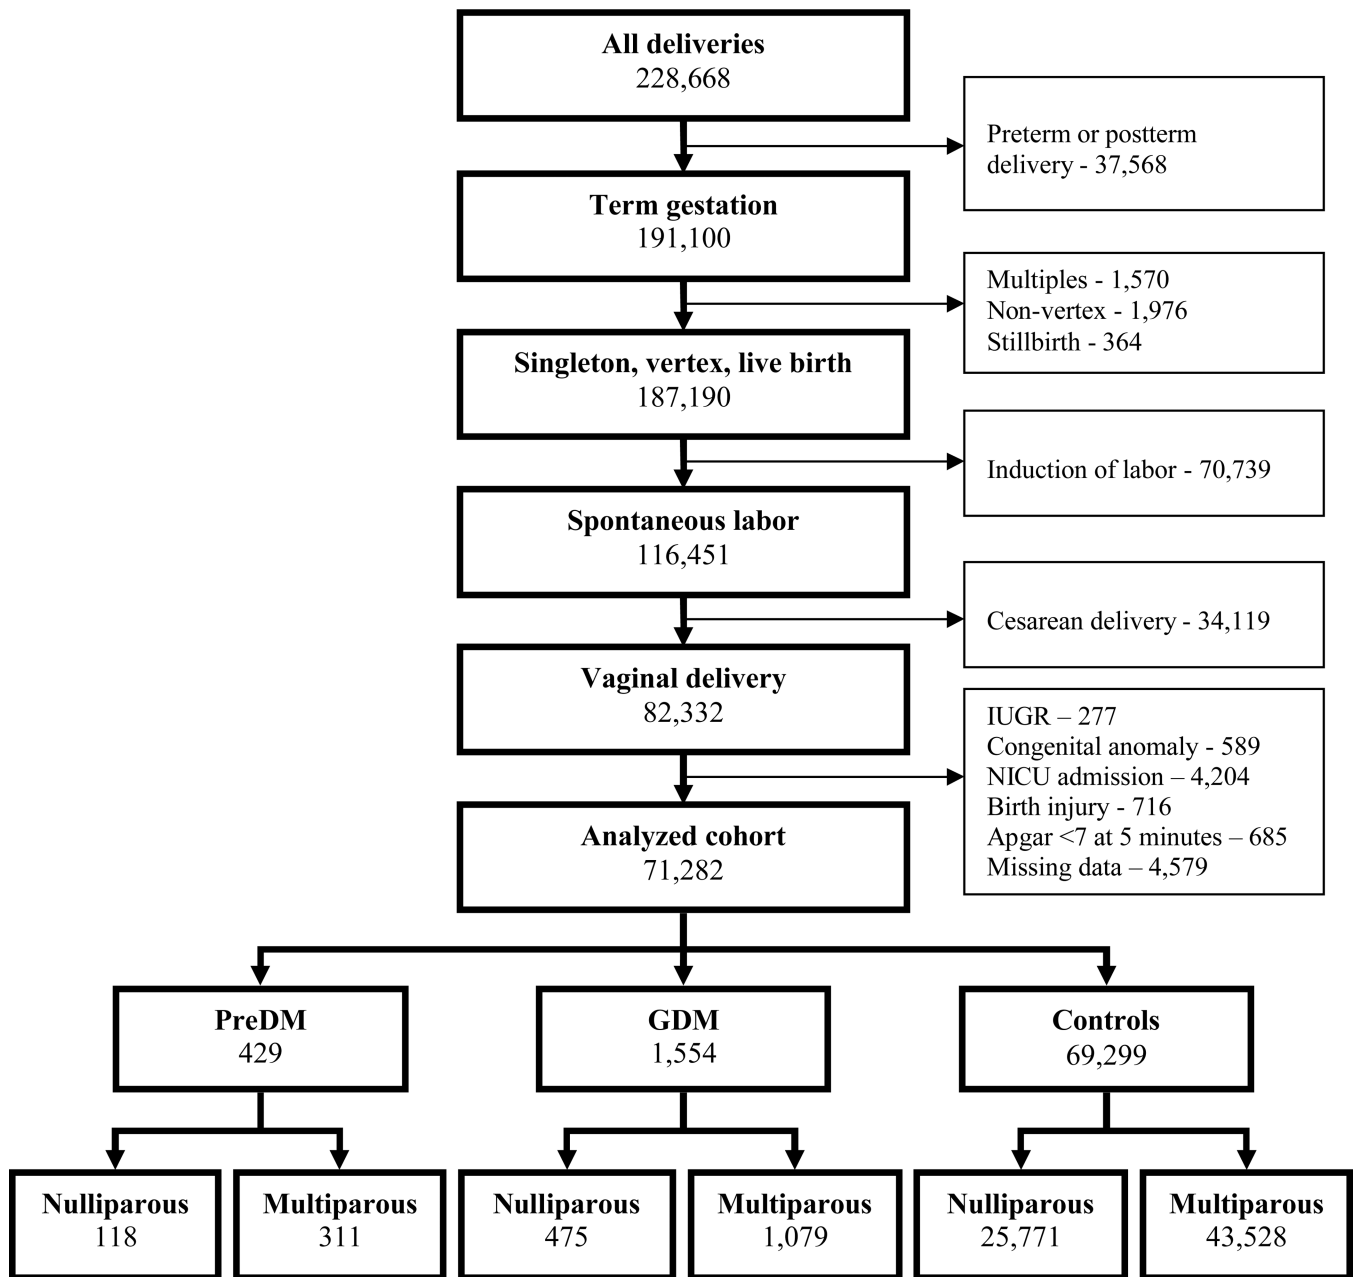 All deliveries
228,668
Preterm or postterm
delivery - 37,568
Term gestation
191,100
Multiples - 1,570
Non-vertex - 1,976
Stillbirth - 364
Singleton, vertex, live birth
187,190
Induction of labor - 70,739
Spontaneous labor
116,451
Cesarean delivery - 34,119
Vaginal delivery
82,332
IUGR – 277
Congenital anomaly - 589
NICU admission – 4,204
Birth injury - 716
Apgar <7 at 5 minutes – 685
Missing data – 4,579
Analyzed cohort
71,282
PreDM
429
GDM
1,554
Controls
69,299
Nulliparous
118
Multiparous
311
Nulliparous
475
Multiparous
1,079
Nulliparous
25,771
Multiparous
43,528